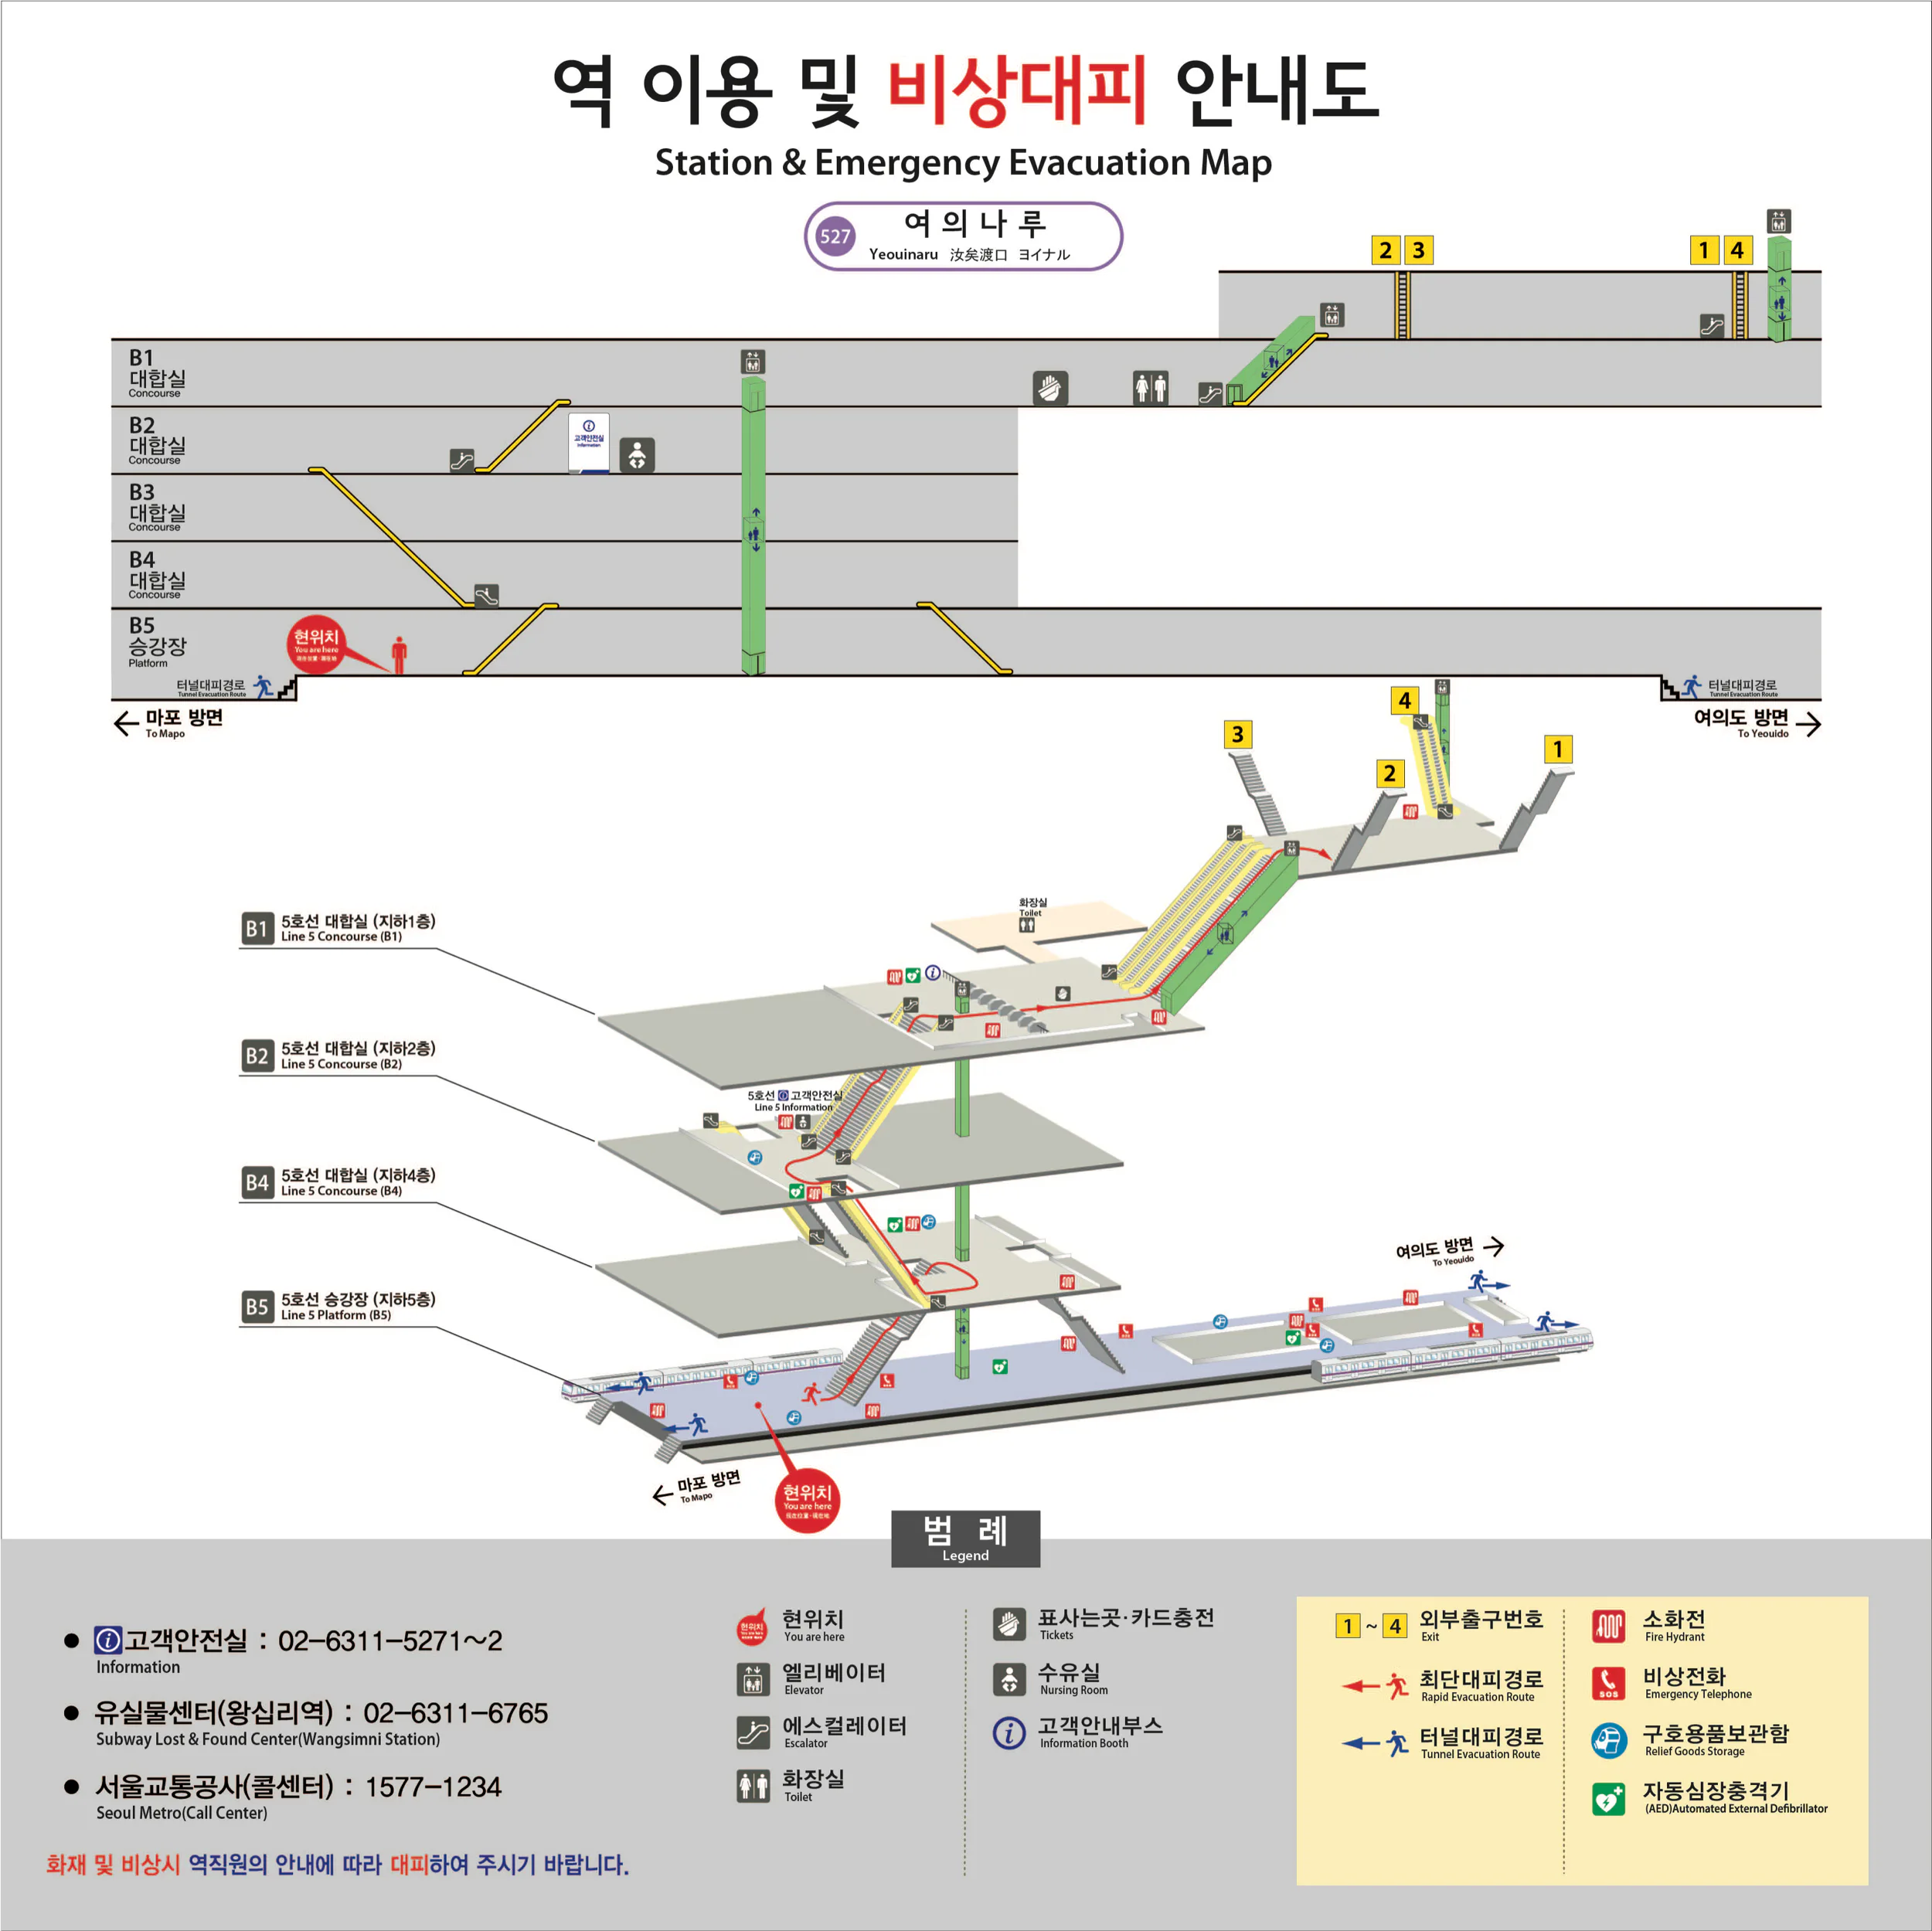 역 이용 및 비상대피 안내도
Station & Emergency Evacuation Map
527
여의나루
Yeouinaru 汝矣渡口 ヨイナル
2 3
1 4
B1
대합실
Concourse
B2
대합실
Concourse
고객안전실
Information
B3
대합실
Concourse
B4
대합실
Concourse
B5
승강장
Platform
현위치
You are here
터널대피경로
Tunnel Evacuation Route
터널대피경로
Tunnel Evacuation Route
← 마포 방면
To Mapo
여의도 방면 →
To Yeouido
4
3
1
2
화장실
Toilet
B1 5호선 대합실 (지하1층)
Line 5 Concourse (B1)
B2 5호선 대합실 (지하2층)
Line 5 Concourse (B2)
5호선 고객안전실
Line 5 Information
B4 5호선 대합실 (지하4층)
Line 5 Concourse (B4)
여의도 방면 →
To Yeouido
B5 5호선 승강장 (지하5층)
Line 5 Platform (B5)
← 마포 방면
To Mapo
현위치
You are here
범 례
Legend
● 고객안전실 : 02-6311-5271~2
Information
● 유실물센터(왕십리역) : 02-6311-6765
Subway Lost & Found Center(Wangsimni Station)
● 서울교통공사(콜센터) : 1577-1234
Seoul Metro(Call Center)
화재 및 비상시 역직원의 안내에 따라 대피하여 주시기 바랍니다.
현위치
You are here
엘리베이터
Elevator
에스컬레이터
Escalator
화장실
Toilet
표사는곳·카드충전
Tickets
수유실
Nursing Room
고객안내부스
Information Booth
1 ~ 4 외부출구번호
Exit
최단대피경로
Rapid Evacuation Route
터널대피경로
Tunnel Evacuation Route
소화전
Fire Hydrant
SOS
비상전화
Emergency Telephone
구호용품보관함
Relief Goods Storage
자동심장충격기
(AED)Automated External Defibrillator